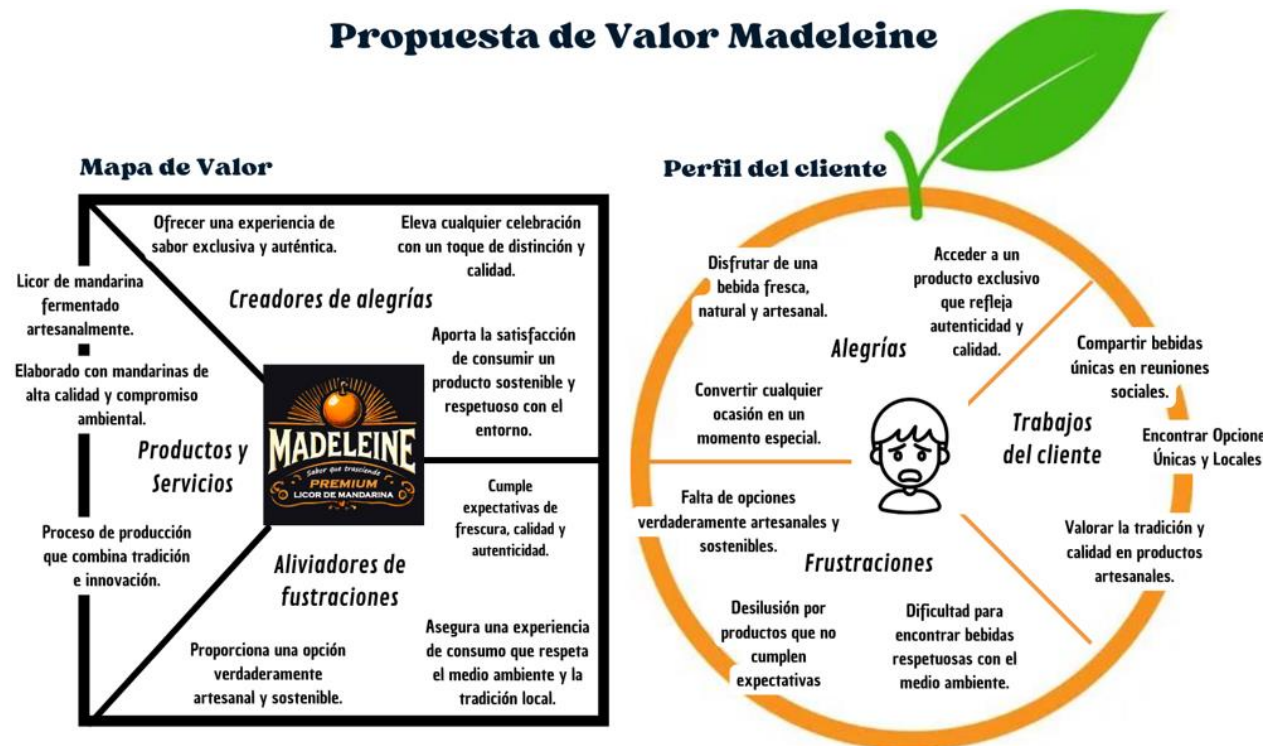 Propuesta de Valor Madeleine
Mapa de Valor
Ofrecer una experiencia de
sabor exclusiva y auténtica.
Eleva cualquier celebración
con un toque de distinción y
calidad.
Licor de mandarina
fermentado
artesanalmente.
Creadores de alegrías
Aporta la satisfacción
de consumir un
producto sostenible y
respetuoso con el
entorno.
Elaborado con mandarinas de
alta calidad y compromiso
ambiental.
MADELEINE
Sabor que trasciende
PREMIUM
LICOR DE MANDARINA
Productos y
Servicios
Cumple
expectativas de
frescura, calidad y
autenticidad.
Proceso de producción
que combina tradición
e innovación.
Aliviadores de
fustraciones
Proporciona una opción
verdaderamente
artesanal y sostenible.
Asegura una experiencia
de consumo que respeta
el medio ambiente y la
tradición local.
Perfil del cliente
Disfrutar de una
bebida fresca,
natural y artesanal.
Acceder a un
producto exclusivo
que refleja
autenticidad y
calidad.
Alegrías
Convertir cualquier
ocasión en un
momento especial.
Compartir bebidas
únicas en reuniones
sociales.
Trabajos
del cliente
Encontrar Opcione
Únicas y Locales
Valorar la tradición y
calidad en productos
artesanales.
Falta de opciones
verdaderamente artesanales y
sostenibles.
Frustraciones
Desilusión por
productos que no
cumplen
expectativas
Dificultad para
encontrar bebidas
respetuosas con el
medio ambiente.